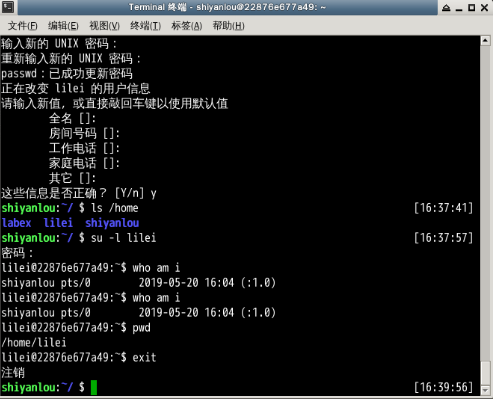 Terminal 终端 - shiyanlou@22876e677a49: ~
文件(F) 编辑(E) 视图(V) 终端(T) 标签(A) 帮助(H)
输入新的 UNIX 密码：
重新输入新的 UNIX 密码：
passwd：已成功更新密码
正在改变 lilei 的用户信息
请输入新值, 或直接敲回车键以使用默认值
全名 []:
房间号码 []:
工作电话 []:
家庭电话 []:
其它 []:
这些信息是否正确? [Y/n] y
shiyanlou:~/ $ ls /home [16:37:41]
labex lilei shiyanlou
shiyanlou:~/ $ su -l lilei [16:37:57]
密码：
lilei@22876e677a49:~$ who am i
shiyanlou pts/0 2019-05-20 16:04 (:1.0)
lilei@22876e677a49:~$ who am i
shiyanlou pts/0 2019-05-20 16:04 (:1.0)
lilei@22876e677a49:~$ pwd
/home/lilei
lilei@22876e677a49:~$ exit
注销
shiyanlou:~/ $ [16:39:56]